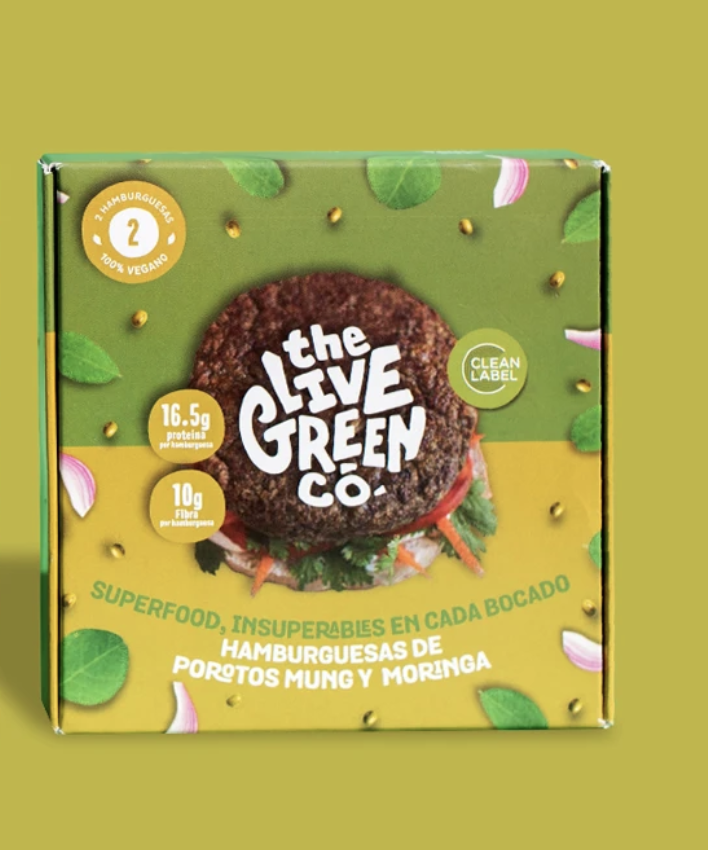 2 HAMBURGUESAS
2
100% VEGANO
the
LIVE
GREEN
CO.
CLEAN
LABEL
16.5g
proteína
por hamburguesa
10g
Fibra
por hamburguesa
SUPERFOOD, INSUPERABLES EN CADA BOCADO
HAMBURGUESAS DE
POROTOS MUNG Y MORINGA